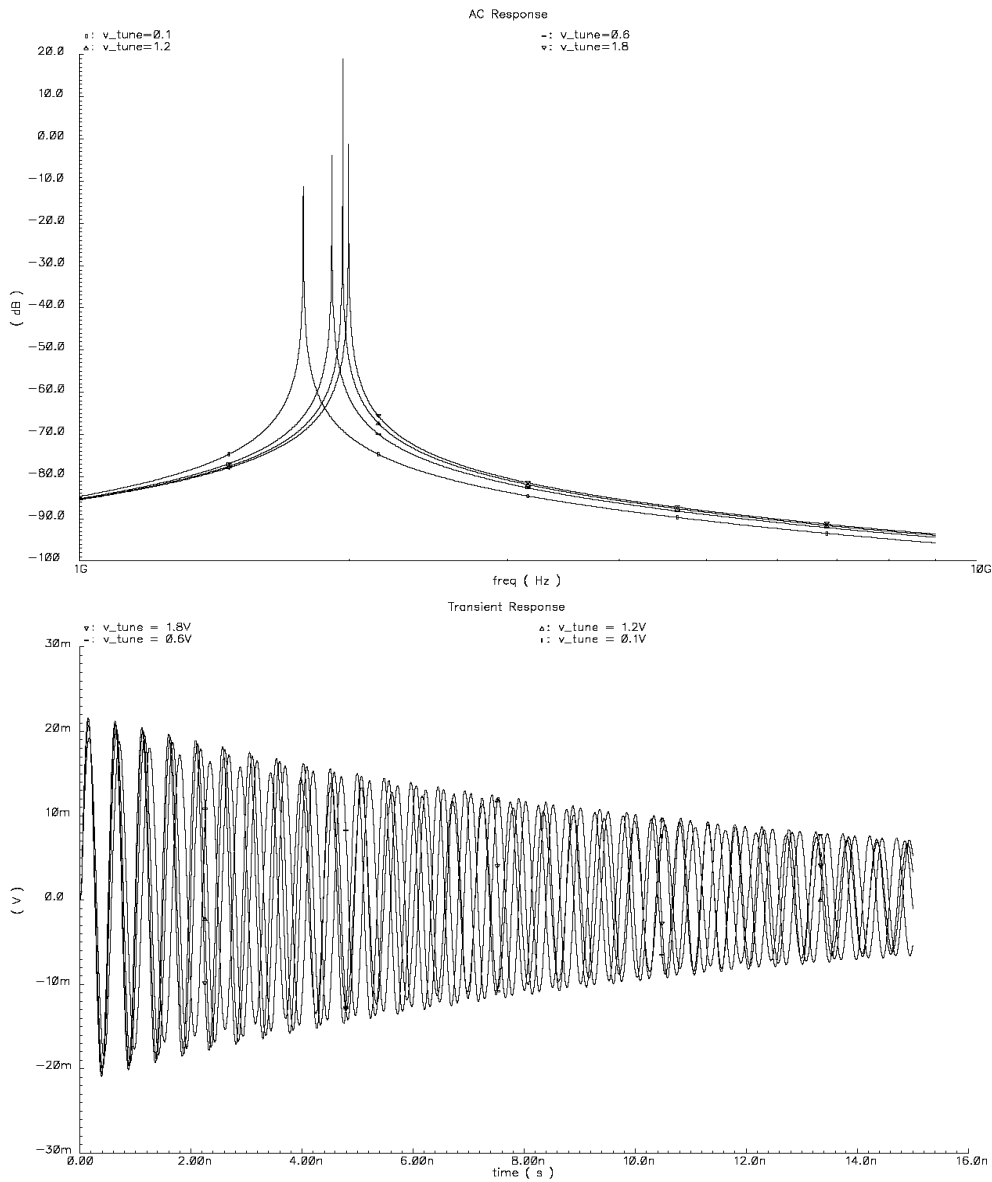 AC Response
▯: v_tune=0.1
−: v_tune=0.6
△: v_tune=1.2
▽: v_tune=1.8
20.0
10.0
0.00
−10.0
−20.0
−30.0
−40.0
−50.0
−60.0
−70.0
−80.0
−90.0
−100
( dB )
1G
10G
freq ( Hz )
Transient Response
▽: v_tune = 1.8V
△: v_tune = 1.2V
−: v_tune = 0.6V
ı: v_tune = 0.1V
30m
20m
10m
0.0
−10m
−20m
−30m
( V )
0.00
2.00n
4.00n
6.00n
8.00n
10.0n
12.0n
14.0n
16.0n
time ( s )